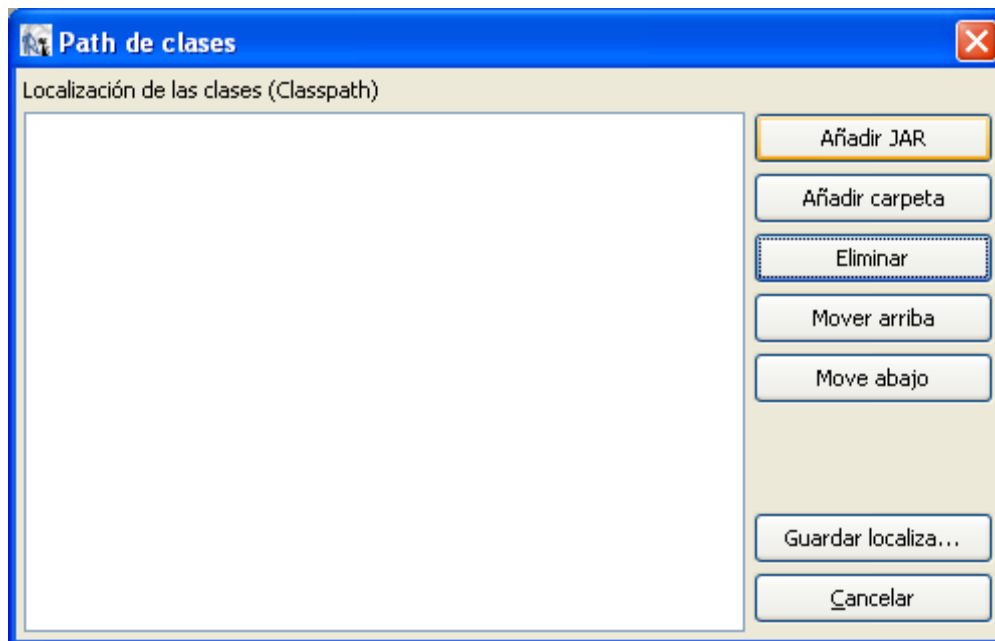 Path de clases
Localización de las clases (Classpath)
Añadir JAR
Añadir carpeta
Eliminar
Mover arriba
Move abajo
Guardar localiza...
Cancelar